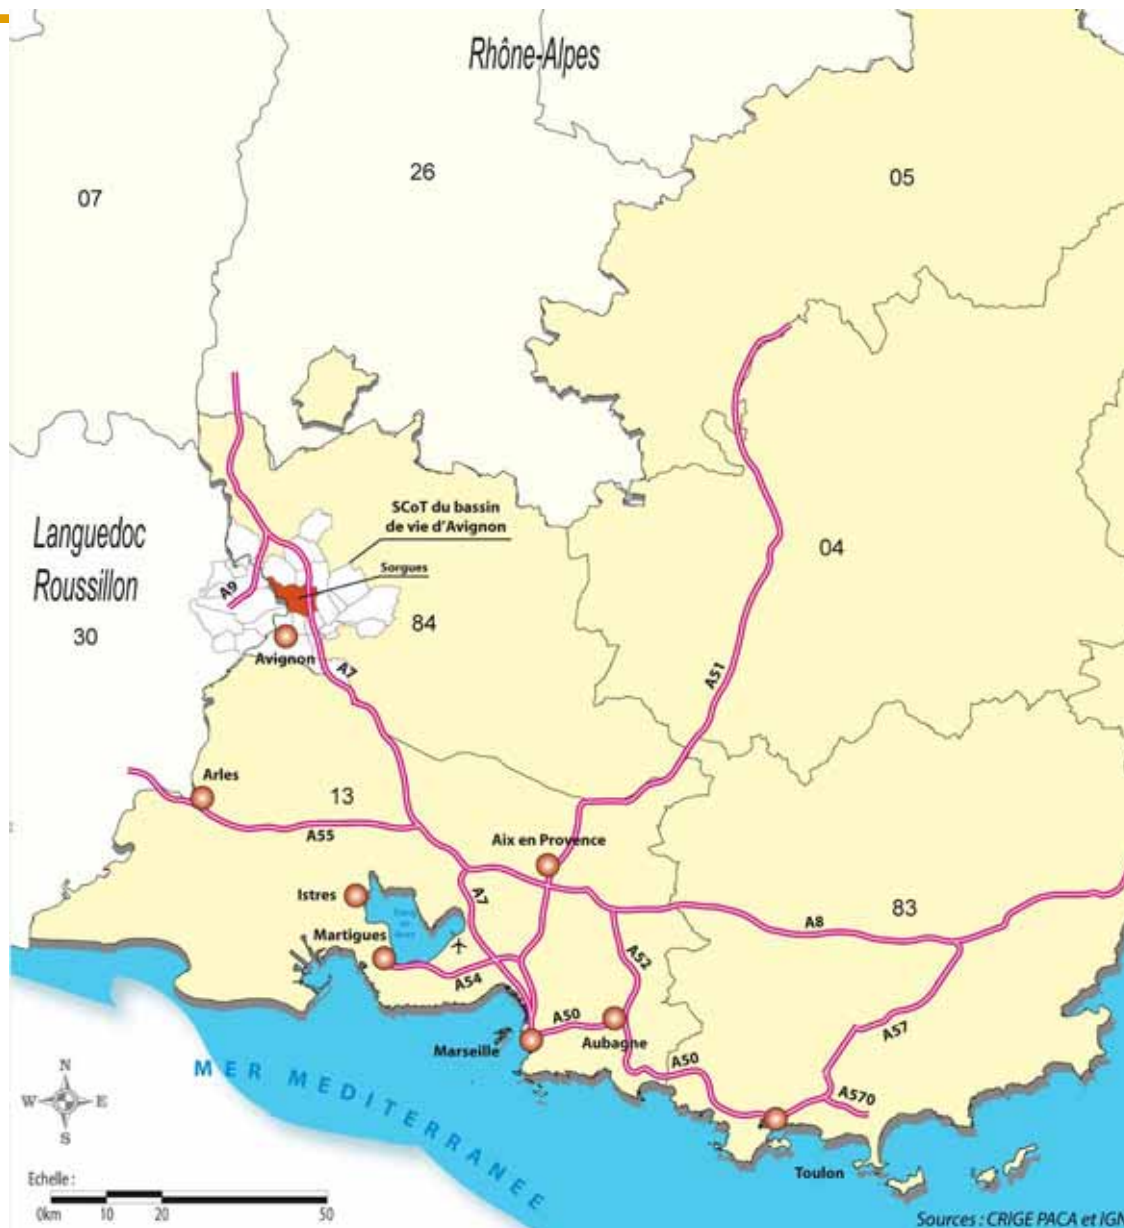 Rhône-Alpes
07
26
05
Languedoc
Roussillon
30
SCoT du bassin
de vie d'Avignon
Sorgues
A9
84
04
Avignon
A7
A51
Arles
13
A55
Aix en Provence
Istres
A7
Martigues
A54
A52
A8
83
A50
Marseille
Aubagne
A57
A50
A570
Toulon
MER MEDITERRANEE
N
W
E
S
Echelle :
0km
10
20
50
Sources : CRIGE PACA et IGN